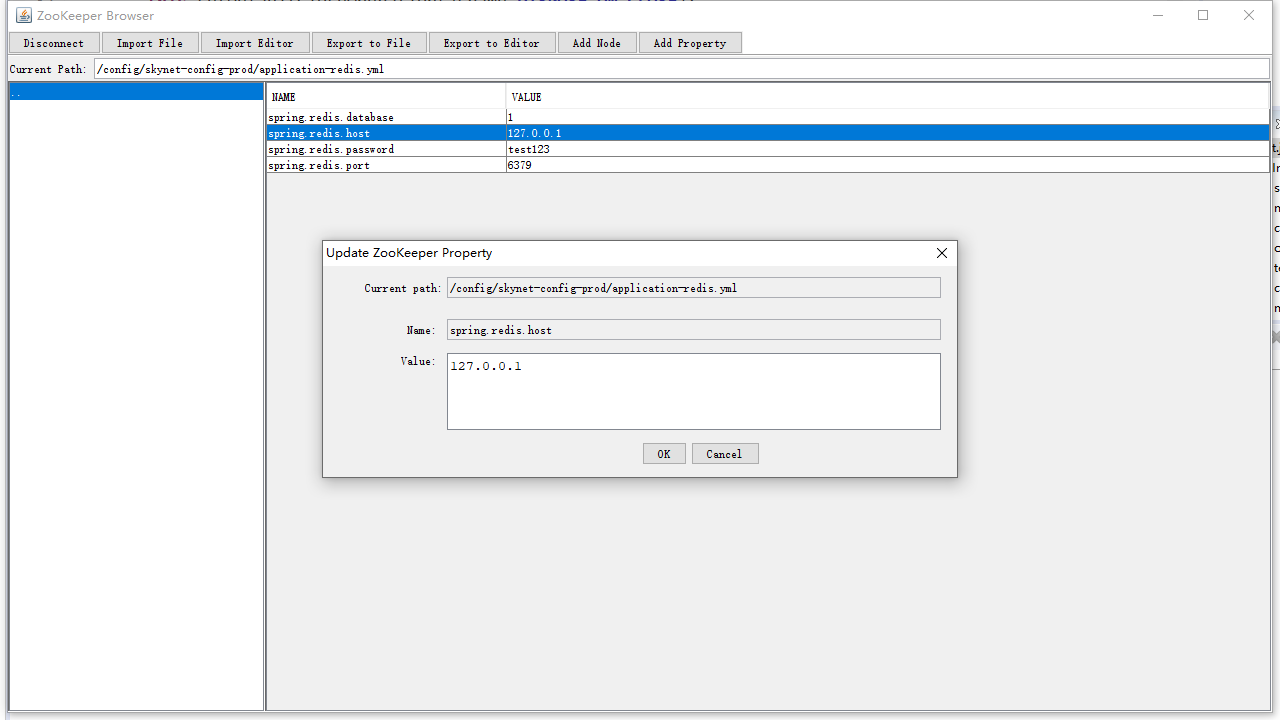 ZooKeeper Browser
Disconnect Import File Import Editor Export to File Export to Editor Add Node Add Property
Current Path: /config/skynet-config-prod/application-redis.yml
..
NAME VALUE
spring.redis.database 1
spring.redis.host 127.0.0.1
spring.redis.password test123
spring.redis.port 6379
Update ZooKeeper Property
Current path: /config/skynet-config-prod/application-redis.yml
Name: spring.redis.host
Value: 127.0.0.1
OK Cancel